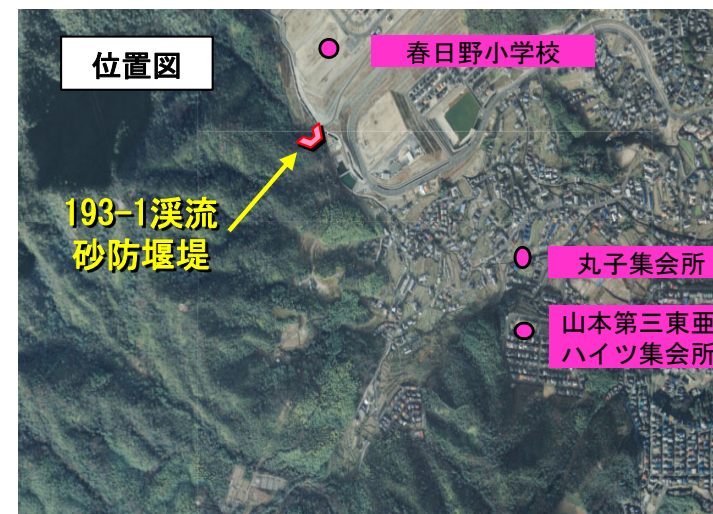 位置図
春日野小学校
193-1渓流
砂防堰堤
丸子集会所
山本第三東亜
ハイツ集会所